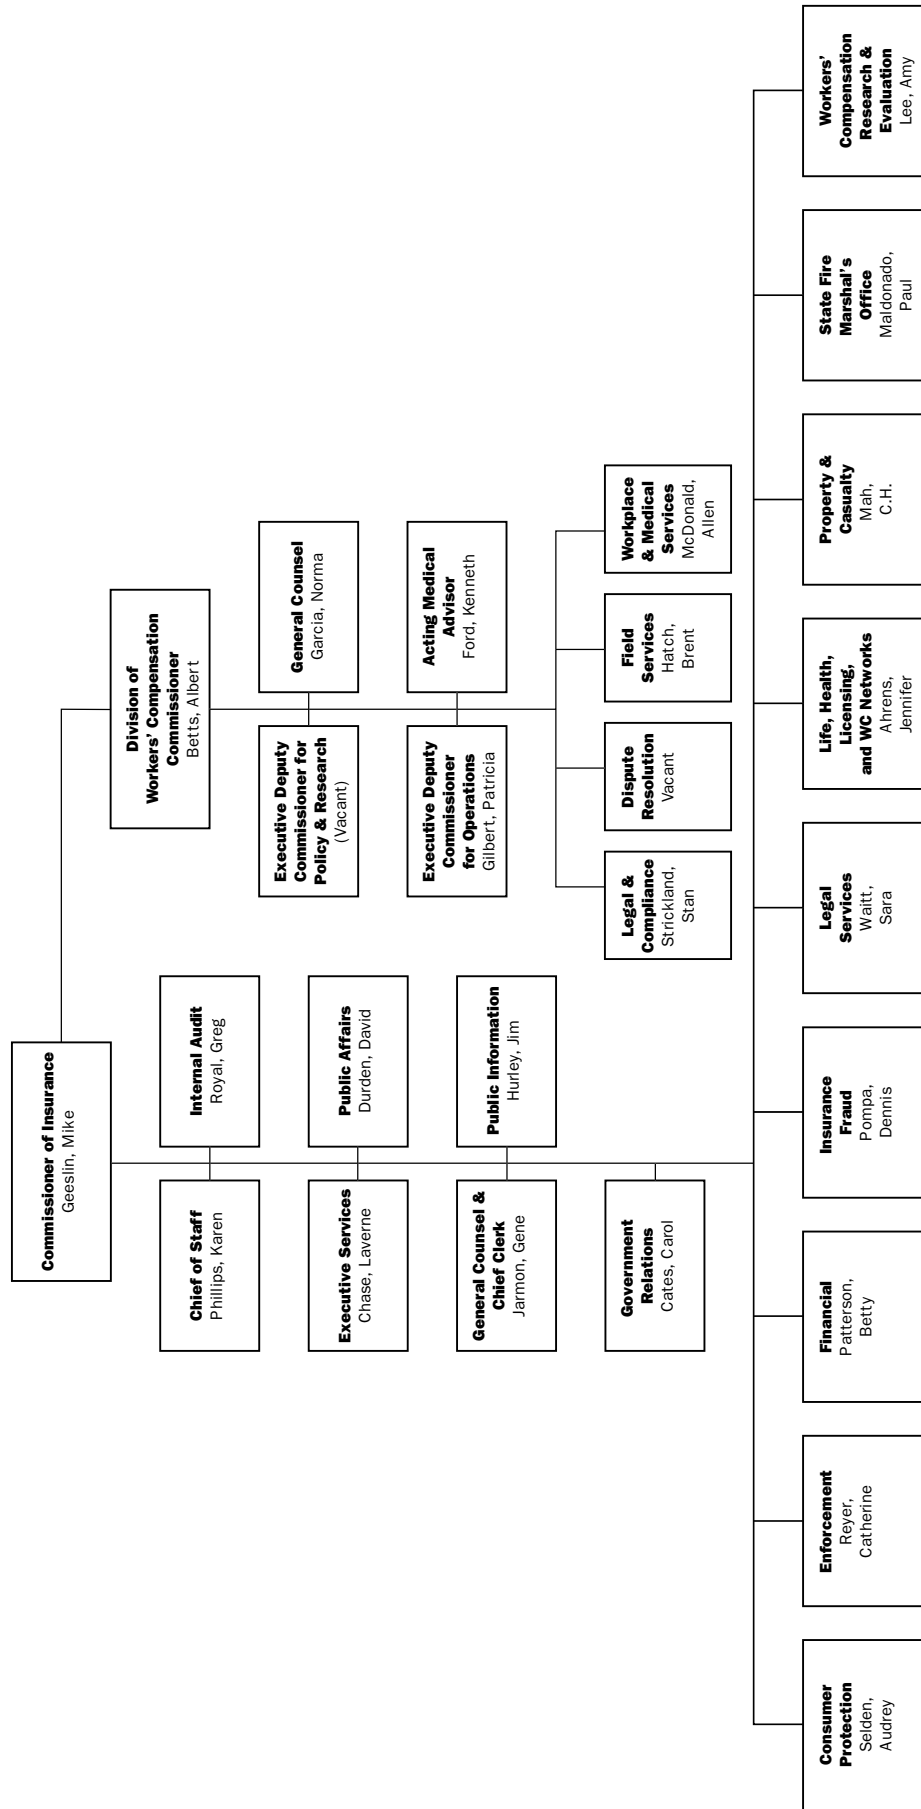 Commissioner of Insurance
Geeslin, Mike
Division of
Workers' Compensation
Commissioner
Betts, Albert
Chief of Staff
Phillips, Karen
Internal Audit
Royal, Greg
Executive Services
Chase, Laverne
Public Affairs
Durden, David
General Counsel &
Chief Clerk
Jarmon, Gene
Public Information
Hurley, Jim
Government
Relations
Cates, Carol
Executive Deputy
Commissioner for
Policy & Research
(Vacant)
General Counsel
Garcia, Norma
Executive Deputy
Commissioner
for Operations
Gilbert, Patricia
Acting Medical
Advisor
Ford, Kenneth
Legal &
Compliance
Strickland,
Stan
Dispute
Resolution
Vacant
Field
Services
Hatch,
Brent
Workplace
& Medical
Services
McDonald,
Allen
Consumer
Protection
Selden,
Audrey
Enforcement
Reyer,
Catherine
Financial
Patterson,
Betty
Insurance
Fraud
Pompa,
Dennis
Legal
Services
Waitt,
Sara
Life, Health,
Licensing,
and WC Networks
Ahrens,
Jennifer
Property &
Casualty
Mah,
C.H.
State Fire
Marshal's
Office
Maldonado,
Paul
Workers'
Compensation
Research &
Evaluation
Lee, Amy